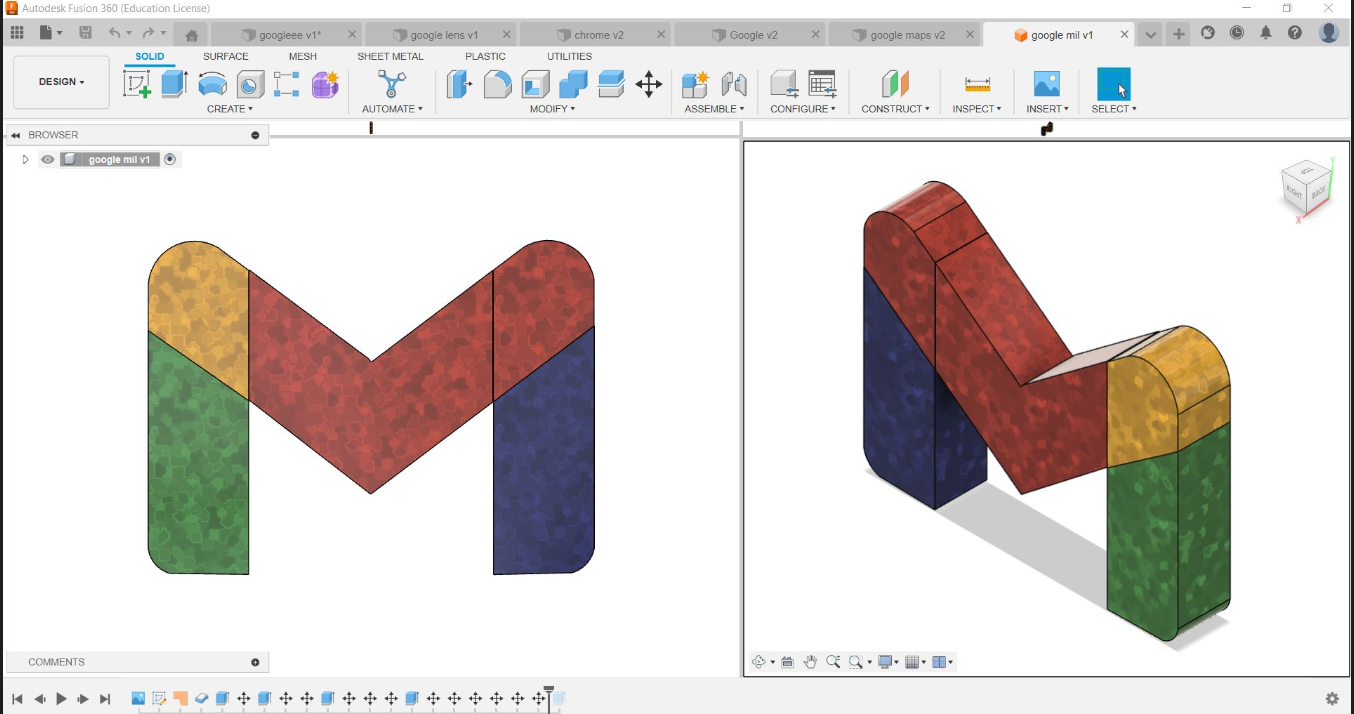 Autodesk Fusion 360 (Education License)
googleee v1*
google lens v1
chrome v2
Google v2
google maps v2
google mil v1
SOLID
SURFACE
MESH
SHEET METAL
PLASTIC
UTILITIES
DESIGN
CREATE
AUTOMATE
MODIFY
ASSEMBLE
CONFIGURE
CONSTRUCT
INSPECT
INSERT
SELECT
BROWSER
google mil v1
TOP
RIGHT
BACK
Y
X
COMMENTS